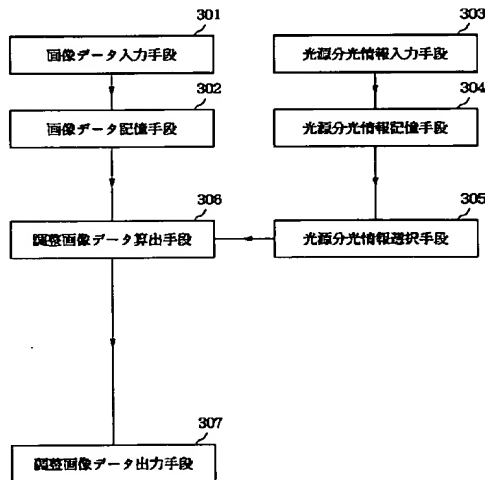 301
画像データ入力手段
303
光源分光情報入力手段
302
画像データ記憶手段
304
光源分光情報記憶手段
306
調整画像データ算出手段
305
光源分光情報選択手段
307
調整画像データ出力手段